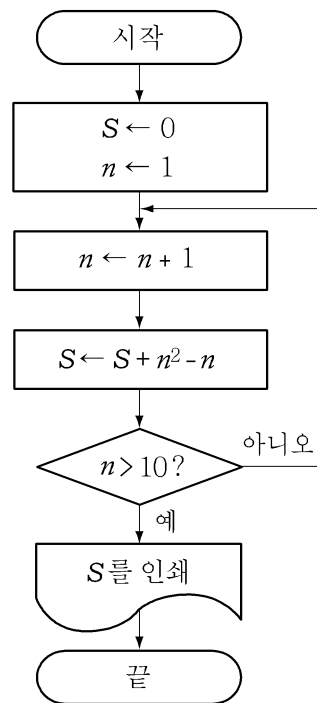 시작
S ← 0
n ← 1
n ← n + 1
S ← S + n² - n
n > 10 ?
아니오
예
S를 인쇄
끝